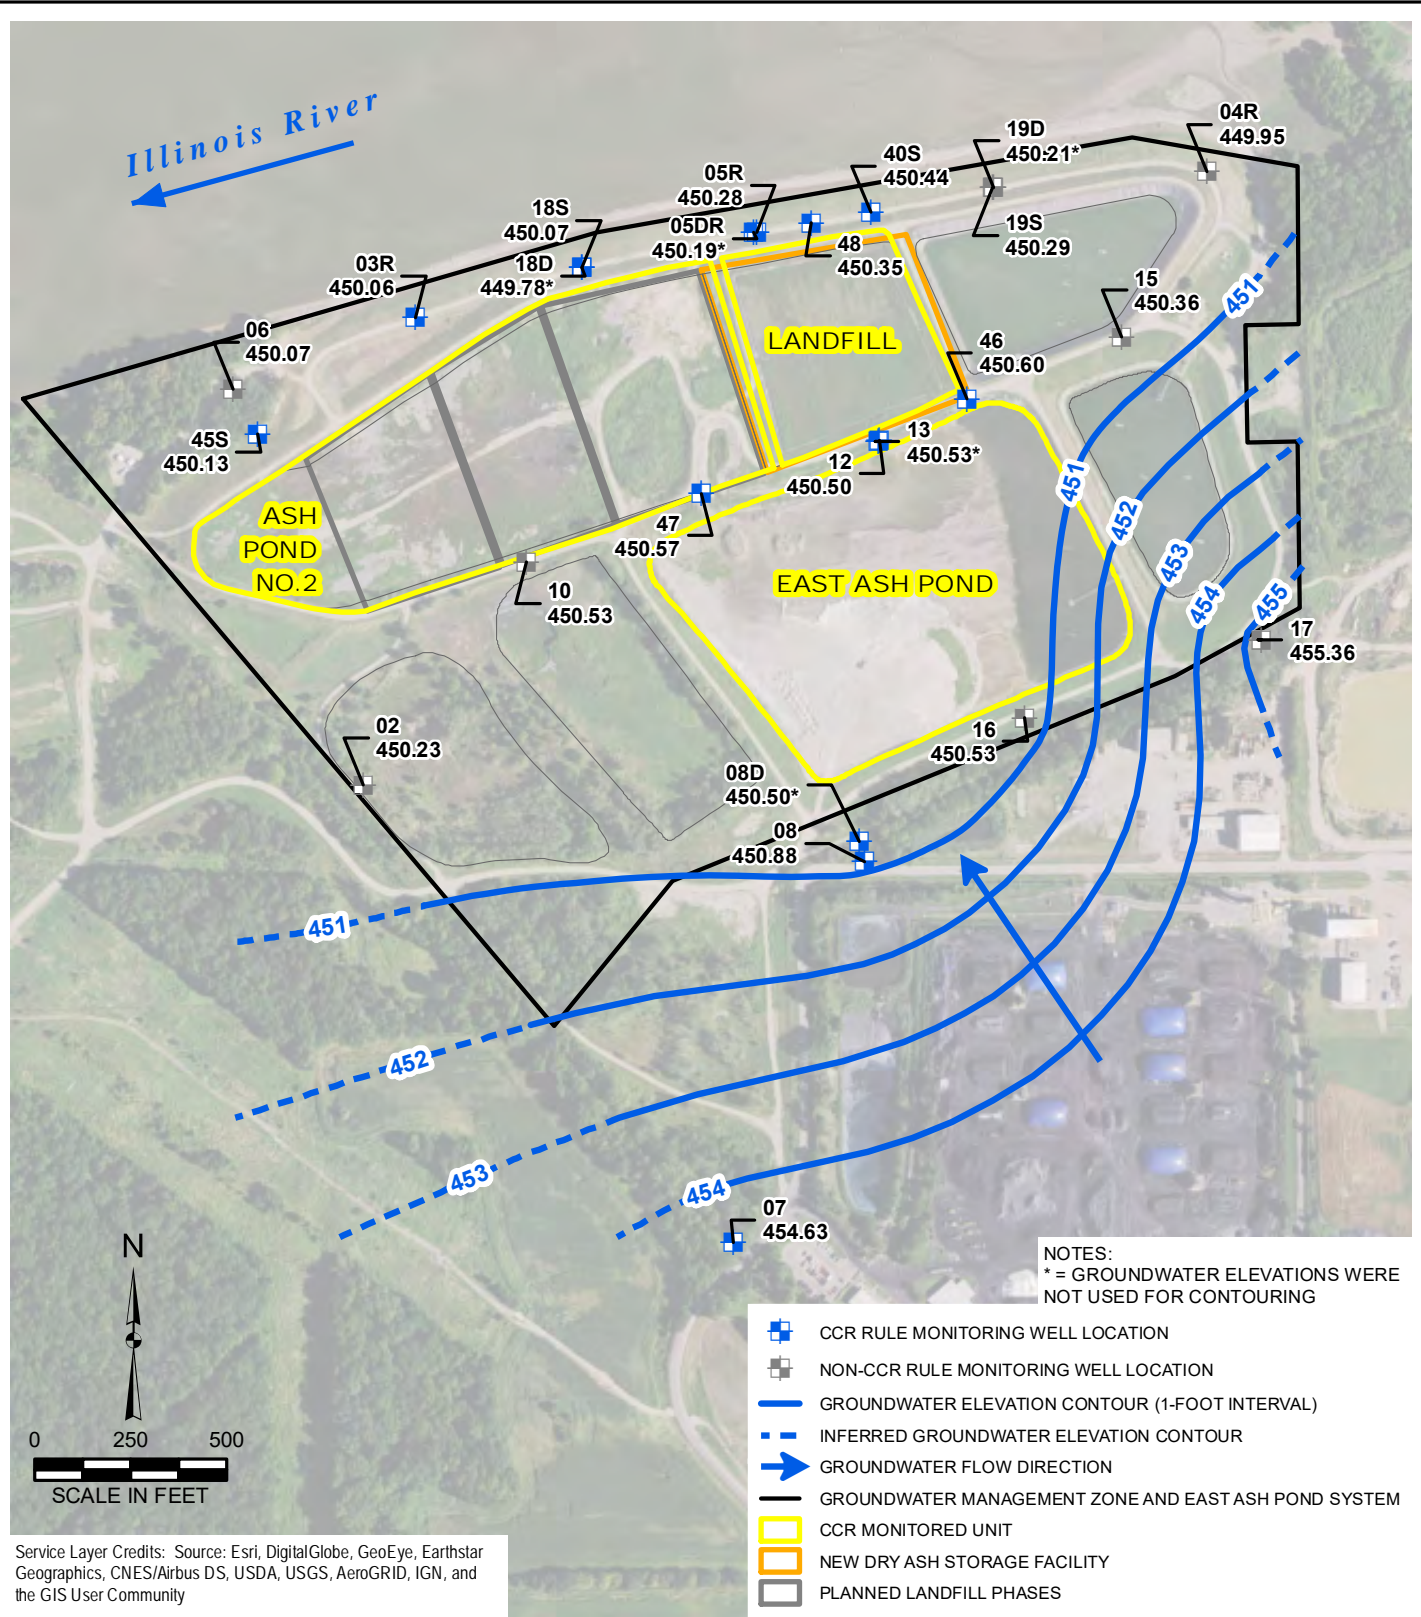 Illinois River
04R
449.95
19D
450.21*
40S
450.44
05R
450.28
18S
450.07
05DR
450.19*
19S
450.29
48
450.35
03R
450.06
18D
449.78*
15
450.36
451
06
450.07
LANDFILL
46
450.60
45S
450.13
13
450.53*
12
450.50
451
452
ASH
POND
NO.2
47
450.57
453
EAST ASH POND
454
455
10
450.53
17
455.36
02
450.23
16
450.53
08D
450.50*
08
450.88
451
452
453
454
07
454.63
N
0 250 500
SCALE IN FEET
NOTES:
* = GROUNDWATER ELEVATIONS WERE
NOT USED FOR CONTOURING
CCR RULE MONITORING WELL LOCATION
NON-CCR RULE MONITORING WELL LOCATION
GROUNDWATER ELEVATION CONTOUR (1-FOOT INTERVAL)
INFERRED GROUNDWATER ELEVATION CONTOUR
GROUNDWATER FLOW DIRECTION
GROUNDWATER MANAGEMENT ZONE AND EAST ASH POND SYSTEM
CCR MONITORED UNIT
NEW DRY ASH STORAGE FACILITY
PLANNED LANDFILL PHASES
Service Layer Credits: Source: Esri, DigitalGlobe, GeoEye, Earthstar
Geographics, CNES/Airbus DS, USDA, USGS, AeroGRID, IGN, and
the GIS User Community